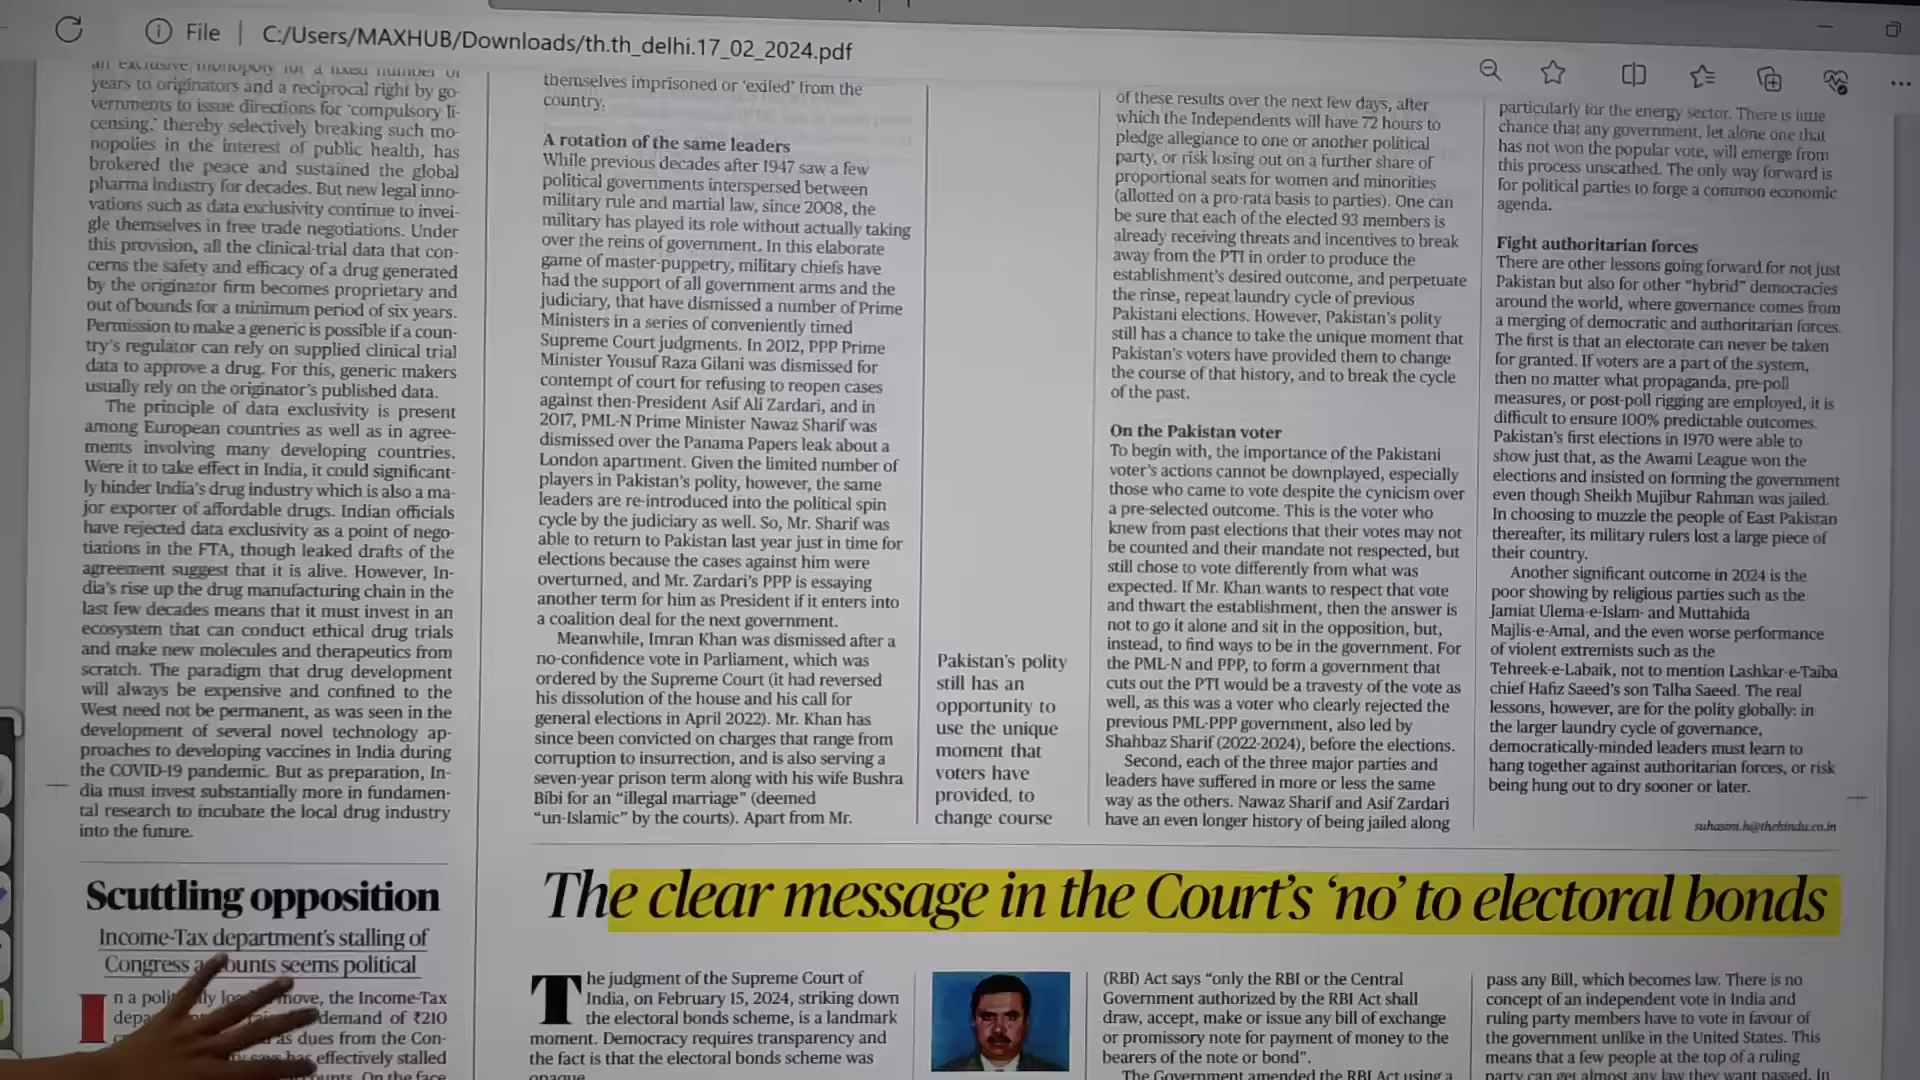 File
C:/Users/MAXHUB/Downloads/th.th_delhi.17_02_2024.pdf
an exclusive monopoly for a fixed number of
years to originators and a reciprocal right by go-
vernments to issue directions for ‘compulsory li-
censing,’ thereby selectively breaking such mo-
nopolies in the interest of public health, has
brokered the peace and sustained the global
pharma industry for decades. But new legal inno-
vations such as data exclusivity continue to invei-
gle themselves in free trade negotiations. Under
this provision, all the clinical-trial data that con-
cerns the safety and efficacy of a drug generated
by the originator firm becomes proprietary and
out of bounds for a minimum period of six years.
Permission to make a generic is possible if a coun-
try’s regulator can rely on supplied clinical trial
data to approve a drug. For this, generic makers
usually rely on the originator’s published data.
The principle of data exclusivity is present
among European countries as well as in agree-
ments involving many developing countries.
Were it to take effect in India, it could significant-
ly hinder India’s drug industry which is also a ma-
jor exporter of affordable drugs. Indian officials
have rejected data exclusivity as a point of nego-
tiations in the FTA, though leaked drafts of the
agreement suggest that it is alive. However, In-
dia’s rise up the drug manufacturing chain in the
last few decades means that it must invest in an
ecosystem that can conduct ethical drug trials
and make new molecules and therapeutics from
scratch. The paradigm that drug development
will always be expensive and confined to the
West need not be permanent, as was seen in the
development of several novel technology ap-
proaches to developing vaccines in India during
the COVID-19 pandemic. But as preparation, In-
dia must invest substantially more in fundamen-
tal research to incubate the local drug industry
into the future.
Scuttling opposition
Income-Tax department’s stalling of
Congress accounts seems political
In a politically move, the Income-Tax
demand of ₹210
as dues from the Con-
says has effectively stalled
On the face
themselves imprisoned or ‘exiled’ from the
country.
A rotation of the same leaders
While previous decades after 1947 saw a few
political governments interspersed between
military rule and martial law, since 2008, the
military has played its role without actually taking
over the reins of government. In this elaborate
game of master-puppetry, military chiefs have
had the support of all government arms and the
judiciary, that have dismissed a number of Prime
Ministers in a series of conveniently timed
Supreme Court judgments. In 2012, PPP Prime
Minister Yousuf Raza Gilani was dismissed for
contempt of court for refusing to reopen cases
against then-President Asif Ali Zardari, and in
2017, PML-N Prime Minister Nawaz Sharif was
dismissed over the Panama Papers leak about a
London apartment. Given the limited number of
players in Pakistan’s polity, however, the same
leaders are re-introduced into the political spin
cycle by the judiciary as well. So, Mr. Sharif was
able to return to Pakistan last year just in time for
elections because the cases against him were
overturned, and Mr. Zardari’s PPP is essaying
another term for him as President if it enters into
a coalition deal for the next government.
Meanwhile, Imran Khan was dismissed after a
no-confidence vote in Parliament, which was
ordered by the Supreme Court (it had reversed
his dissolution of the house and his call for
general elections in April 2022). Mr. Khan has
since been convicted on charges that range from
corruption to insurrection, and is also serving a
seven-year prison term along with his wife Bushra
Bibi for an “illegal marriage” (deemed
“un-Islamic” by the courts). Apart from Mr.
Pakistan’s polity
still has an
opportunity to
use the unique
moment that
voters have
provided, to
change course
of these results over the next few days, after
which the Independents will have 72 hours to
pledge allegiance to one or another political
party, or risk losing out on a further share of
proportional seats for women and minorities
(allotted on a pro-rata basis to parties). One can
be sure that each of the elected 93 members is
already receiving threats and incentives to break
away from the PTI in order to produce the
establishment’s desired outcome, and perpetuate
the rinse, repeat laundry cycle of previous
Pakistani elections. However, Pakistan’s polity
still has a chance to take the unique moment that
Pakistan’s voters have provided them to change
the course of that history, and to break the cycle
of the past.
On the Pakistan voter
To begin with, the importance of the Pakistani
voter’s actions cannot be downplayed, especially
those who came to vote despite the cynicism over
a pre-selected outcome. This is the voter who
knew from past elections that their votes may not
be counted and their mandate not respected, but
still chose to vote differently from what was
expected. If Mr. Khan wants to respect that vote
and thwart the establishment, then the answer is
not to go it alone and sit in the opposition, but,
instead, to find ways to be in the government. For
the PML-N and PPP, to form a government that
cuts out the PTI would be a travesty of the vote as
well, as this was a voter who clearly rejected the
previous PML-PPP government, also led by
Shahbaz Sharif (2022-2024), before the elections.
Second, each of the three major parties and
leaders have suffered in more or less the same
way as the others. Nawaz Sharif and Asif Zardari
have an even longer history of being jailed along
particularly for the energy sector. There is little
chance that any government, let alone one that
has not won the popular vote, will emerge from
this process unscathed. The only way forward is
for political parties to forge a common economic
agenda.
Fight authoritarian forces
There are other lessons going forward for not just
Pakistan but also for other “hybrid” democracies
around the world, where governance comes from
a merging of democratic and authoritarian forces.
The first is that an electorate can never be taken
for granted. If voters are a part of the system,
then no matter what propaganda, pre-poll
measures, or post-poll rigging are employed, it is
difficult to ensure 100% predictable outcomes.
Pakistan’s first elections in 1970 were able to
show just that, as the Awami League won the
elections and insisted on forming the government
even though Sheikh Mujibur Rahman was jailed.
In choosing to muzzle the people of East Pakistan
thereafter, its military rulers lost a large piece of
their country.
Another significant outcome in 2024 is the
poor showing by religious parties such as the
Jamiat Ulema-e-Islam- and Muttahida
Majlis-e-Amal, and the even worse performance
of violent extremists such as the
Tehreek-e-Labaik, not to mention Lashkar-e-Taiba
chief Hafiz Saeed’s son Talha Saeed. The real
lessons, however, are for the polity globally: in
the larger laundry cycle of governance,
democratically-minded leaders must learn to
hang together against authoritarian forces, or risk
being hung out to dry sooner or later.
suhasini.h@thehindu.co.in
The clear message in the Court’s ‘no’ to electoral bonds
The judgment of the Supreme Court of
India, on February 15, 2024, striking down
the electoral bonds scheme, is a landmark
moment. Democracy requires transparency and
the fact is that the electoral bonds scheme was
opaque
(RBI) Act says “only the RBI or the Central
Government authorized by the RBI Act shall
draw, accept, make or issue any bill of exchange
or promissory note for payment of money to the
bearers of the note or bond”.
The Government amended the RBI Act using a
pass any Bill, which becomes law. There is no
concept of an independent vote in India and
ruling party members have to vote in favour of
the government unlike in the United States. This
means that a few people at the top of a ruling
party can get almost any law they want passed. In